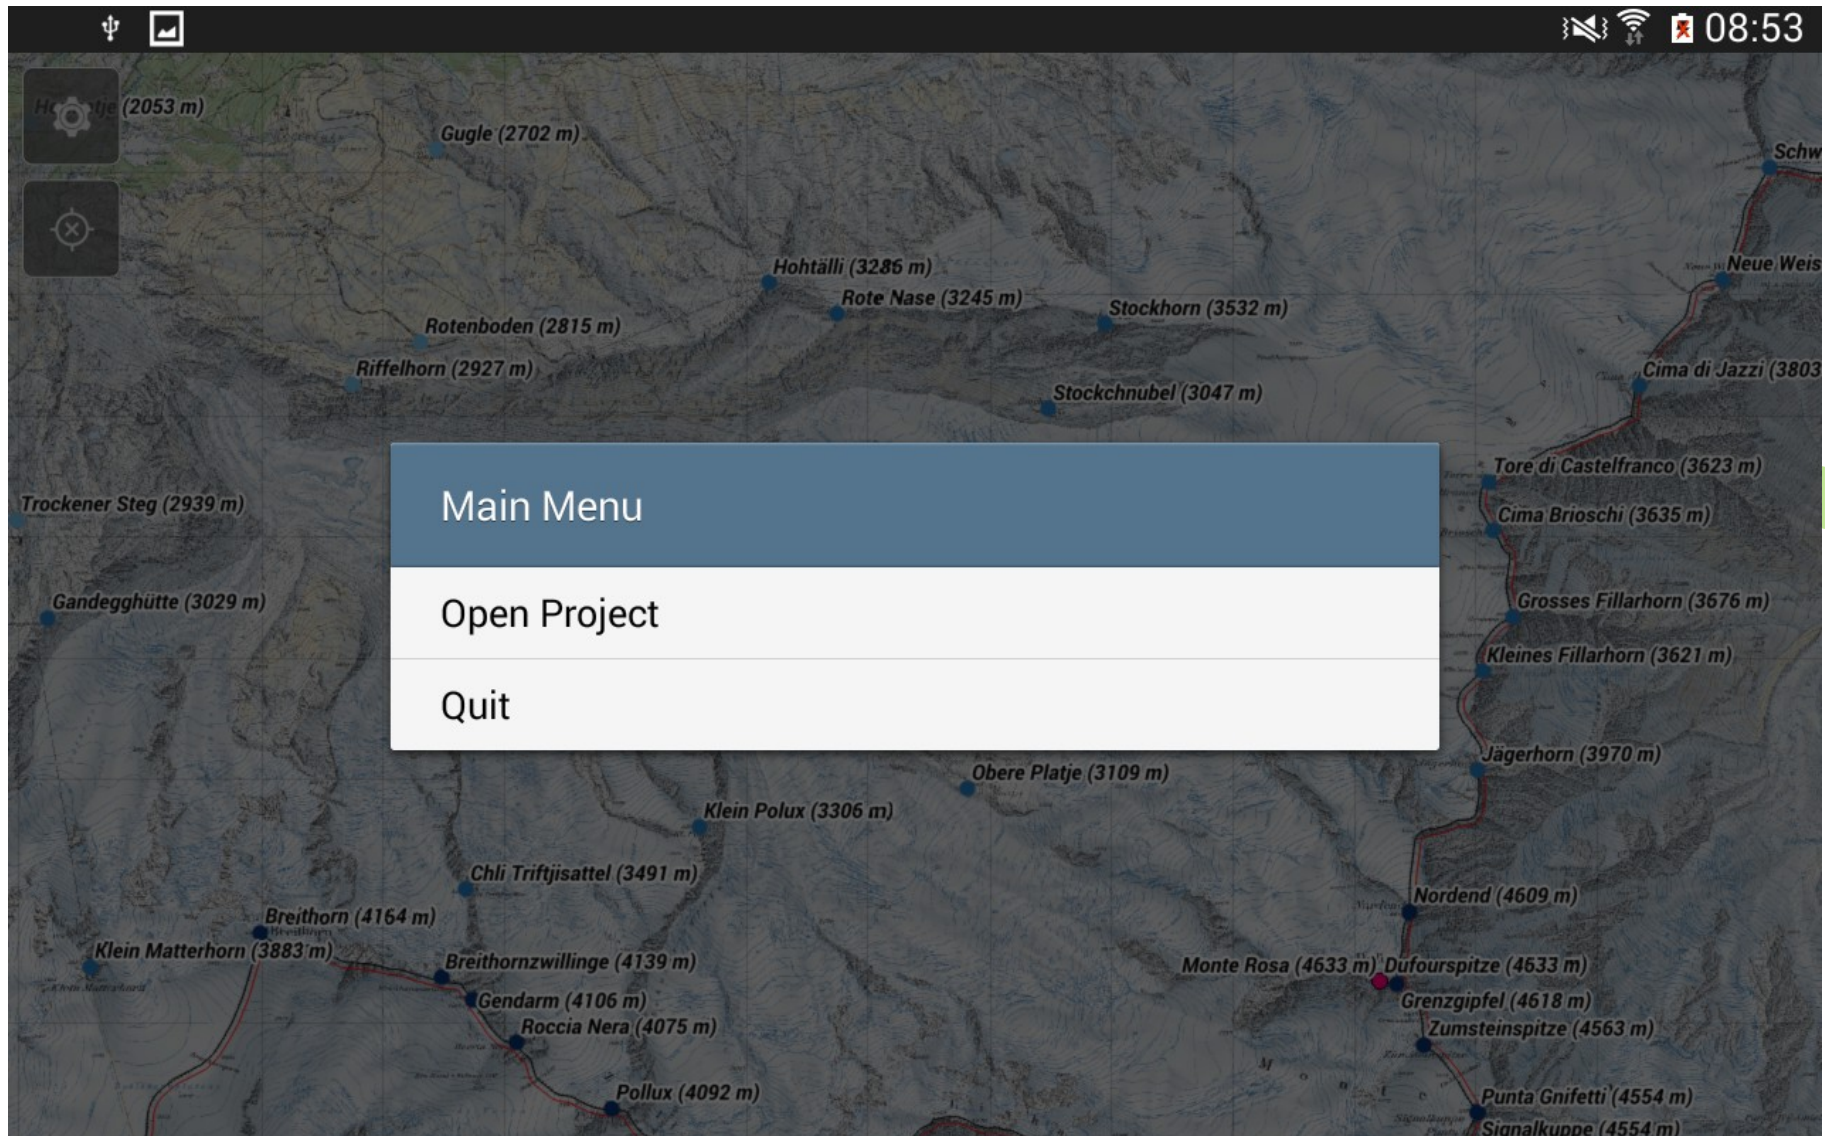 08:53
(2053 m)
Gugle (2702 m)
Schw
Hohtälli (3286 m)
Neue Weis
Rote Nase (3245 m)
Stockhorn (3532 m)
Rotenboden (2815 m)
Riffelhorn (2927 m)
Cima di Jazzi (3803
Stockchnubel (3047 m)
Tore di Castelfranco (3623 m)
Trockener Steg (2939 m)
Main Menu
Cima Brioschi (3635 m)
Gandegghütte (3029 m)
Open Project
Grosses Fillarhorn (3676 m)
Kleines Fillarhorn (3621 m)
Quit
Jägerhorn (3970 m)
Obere Platje (3109 m)
Klein Polux (3306 m)
Chli Triftjisattel (3491 m)
Nordend (4609 m)
Breithorn (4164 m)
Breithorn
Klein Matterhorn (3883 m)
Breithornzwillinge (4139 m)
Monte Rosa (4633 m)
Dufourspitze (4633 m)
Klein Matterhorn
Gendarm (4106 m)
Grenzgipfel (4618 m)
Roccia Nera (4075 m)
Zumsteinspitze (4563 m)
M o n t e
Pollux (4092 m)
Punta Gnifetti (4554 m)
Signalkuppe (4554 m)